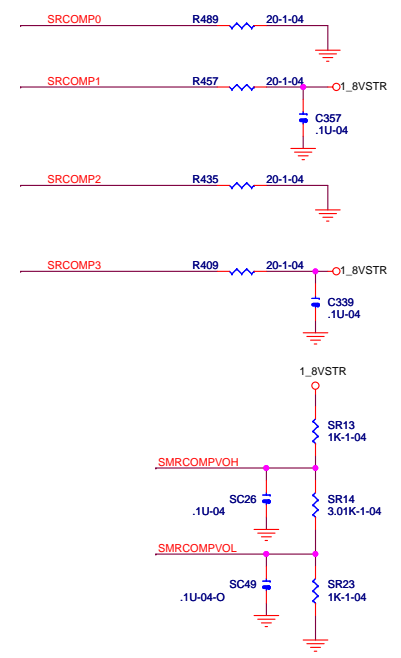 SRCOMP0 R489 20-1-04
SRCOMP1 R457 20-1-04 1_8VSTR
C357
.1U-04
SRCOMP2 R435 20-1-04
SRCOMP3 R409 20-1-04 1_8VSTR
C339
.1U-04
1_8VSTR
SR13
1K-1-04
SMRCOMPVOH
SC26 SR14
.1U-04 3.01K-1-04
SMRCOMPVOL
SC49 SR23
.1U-04-O 1K-1-04